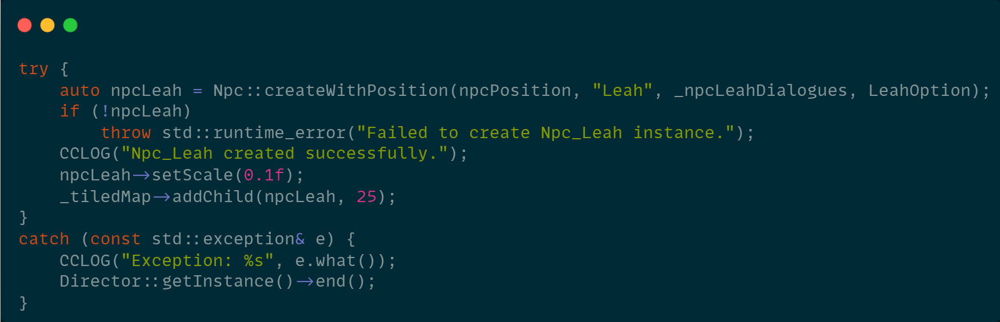 try {
    auto npcLeah = Npc::createWithPosition(npcPosition, "Leah", _npcLeahDialogues, LeahOption);
    if (!npcLeah)
        throw std::runtime_error("Failed to create Npc_Leah instance.");
    CCLOG("Npc_Leah created successfully.");
    npcLeah->setScale(0.1f);
    _tiledMap->addChild(npcLeah, 25);
}
catch (const std::exception& e) {
    CCLOG("Exception: %s", e.what());
    Director::getInstance()->end();
}